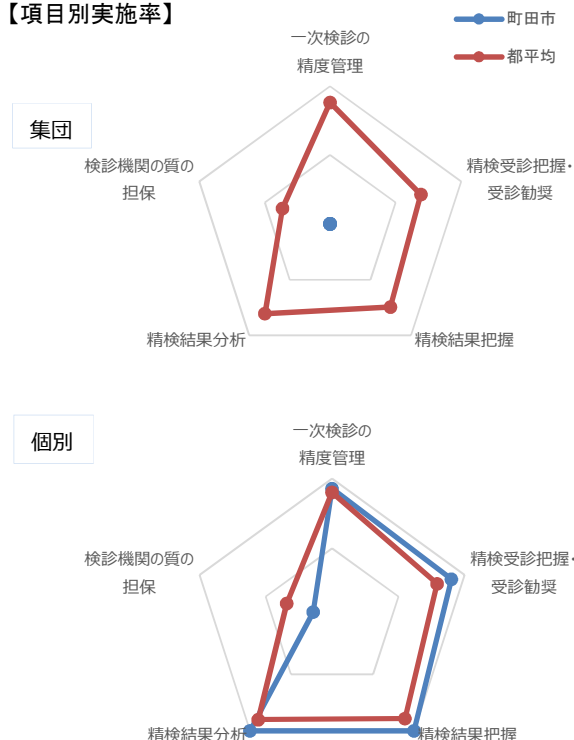 【項目別実施率】
町田市
都平均
集団
一次検診の
精度管理
精検受診把握・
受診勧奨
精検結果把握
精検結果分析
検診機関の質の
担保
個別
一次検診の
精度管理
精検受診把握・
受診勧奨
精検結果把握
精検結果分析
検診機関の質の
担保